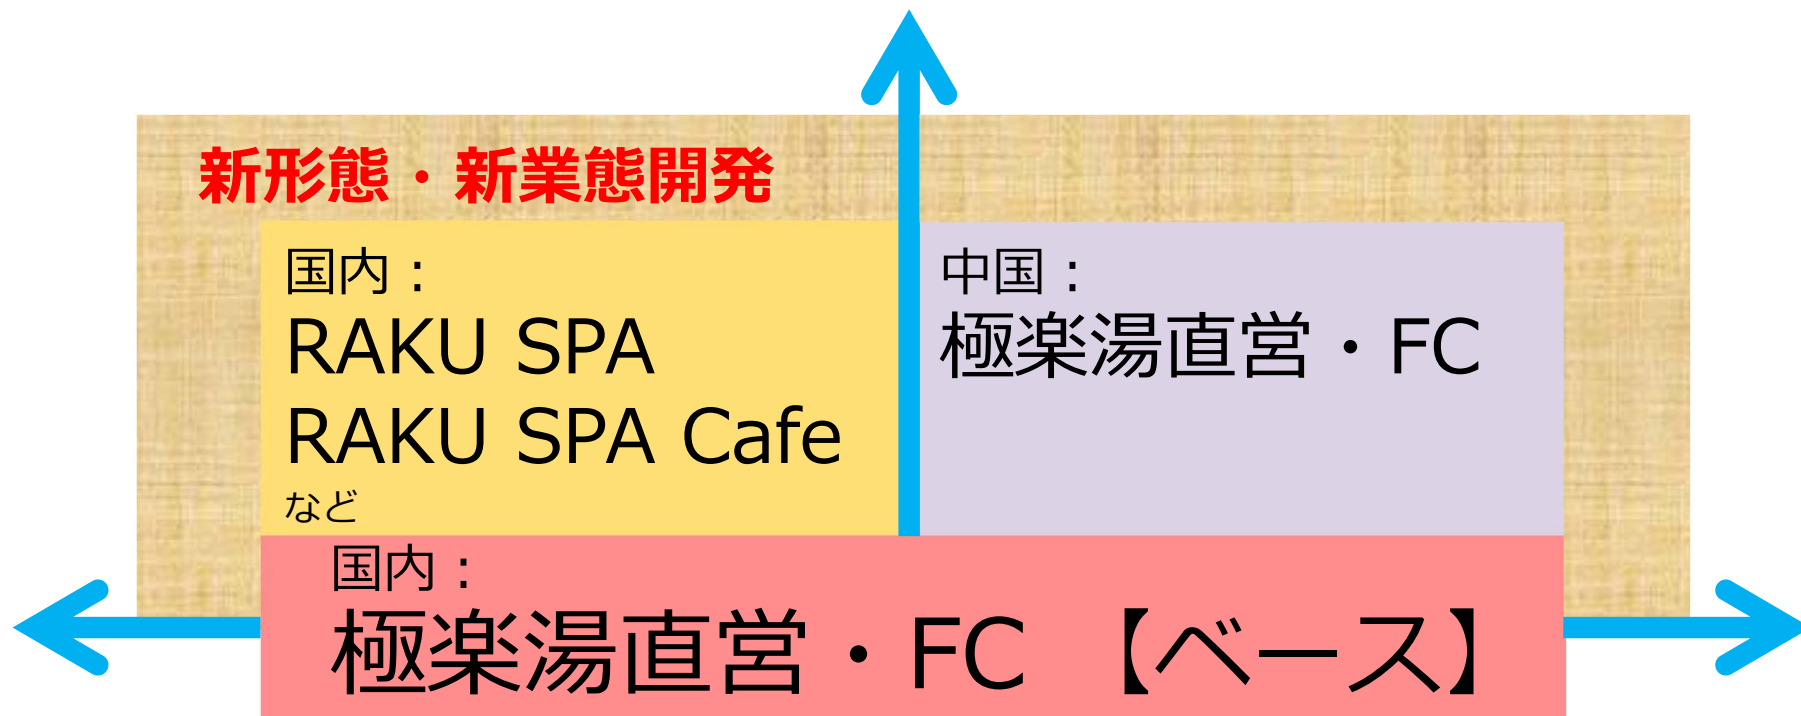 新形態・新業態開発
国内：
RAKU SPA
RAKU SPA Cafe
など
中国：
極楽湯直営・FC
国内：
極楽湯直営・FC 【ベース】